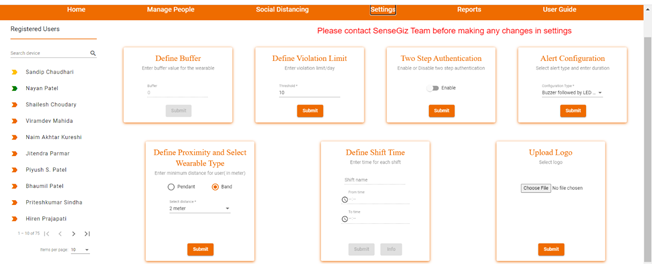 Home Manage People Social Distancing Settings Reports User Guide
Registered Users
Please contact SenseGiz Team before making any changes in settings
Search device
Sandip Chaudhari
Nayan Patel
Shailesh Choudary
Viramdev Mahida
Naim Akhtar Kureshi
Jitendra Parmar
Piyush S. Patel
Bhaumil Patel
Priteshkumar Sindhs
Hiren Prajapati
1 – 10 of 75
Items per page: 10
Define Buffer
Enter buffer value for the wearable
Buffer
0
Submit
Define Violation Limit
Enter violation limit/day
Threshold *
10
Submit
Two Step Authentication
Enable or Disable two step authentication
Enable
Submit
Alert Configuration
Select alert type and enter duration
Configuration Type *
Buzzer followed by LED ...
Submit
Define Proximity and Select
Wearable Type
Enter minimum distance for user( in meter)
Pendant Band
Select distance *
2 meter
Submit
Define Shift Time
Enter time for each shift
Shift name
From time
-- : --
To time
-- : --
Submit
Upload Logo
Select logo
Choose File No file chosen
Submit